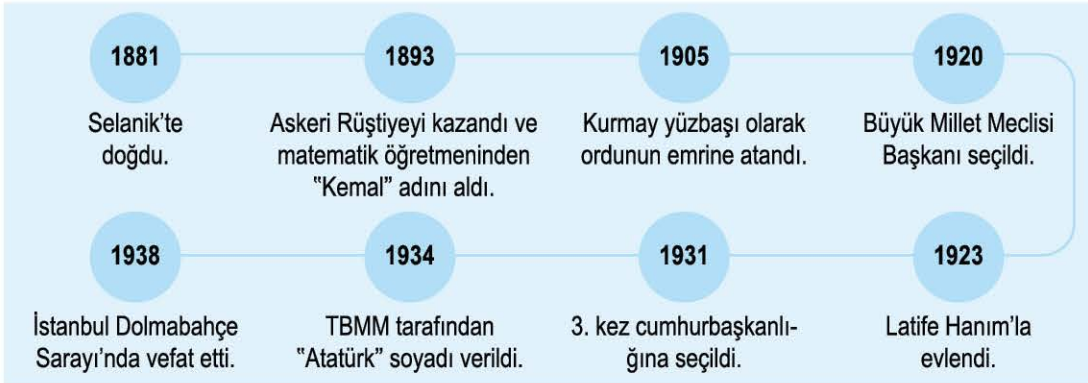 1881
Selanik’te
doğdu.
1893
Askeri Rüştiyeyi kazandı ve
matematik öğretmeninden
“Kemal” adını aldı.
1905
Kurmay yüzbaşı olarak
ordunun emrine atandı.
1920
Büyük Millet Meclisi
Başkanı seçildi.
1923
Latife Hanım’la
evlendi.
1931
3. kez cumhurbaşkanlı-
ğına seçildi.
1934
TBMM tarafından
“Atatürk” soyadı verildi.
1938
İstanbul Dolmabahçe
Sarayı’nda vefat etti.